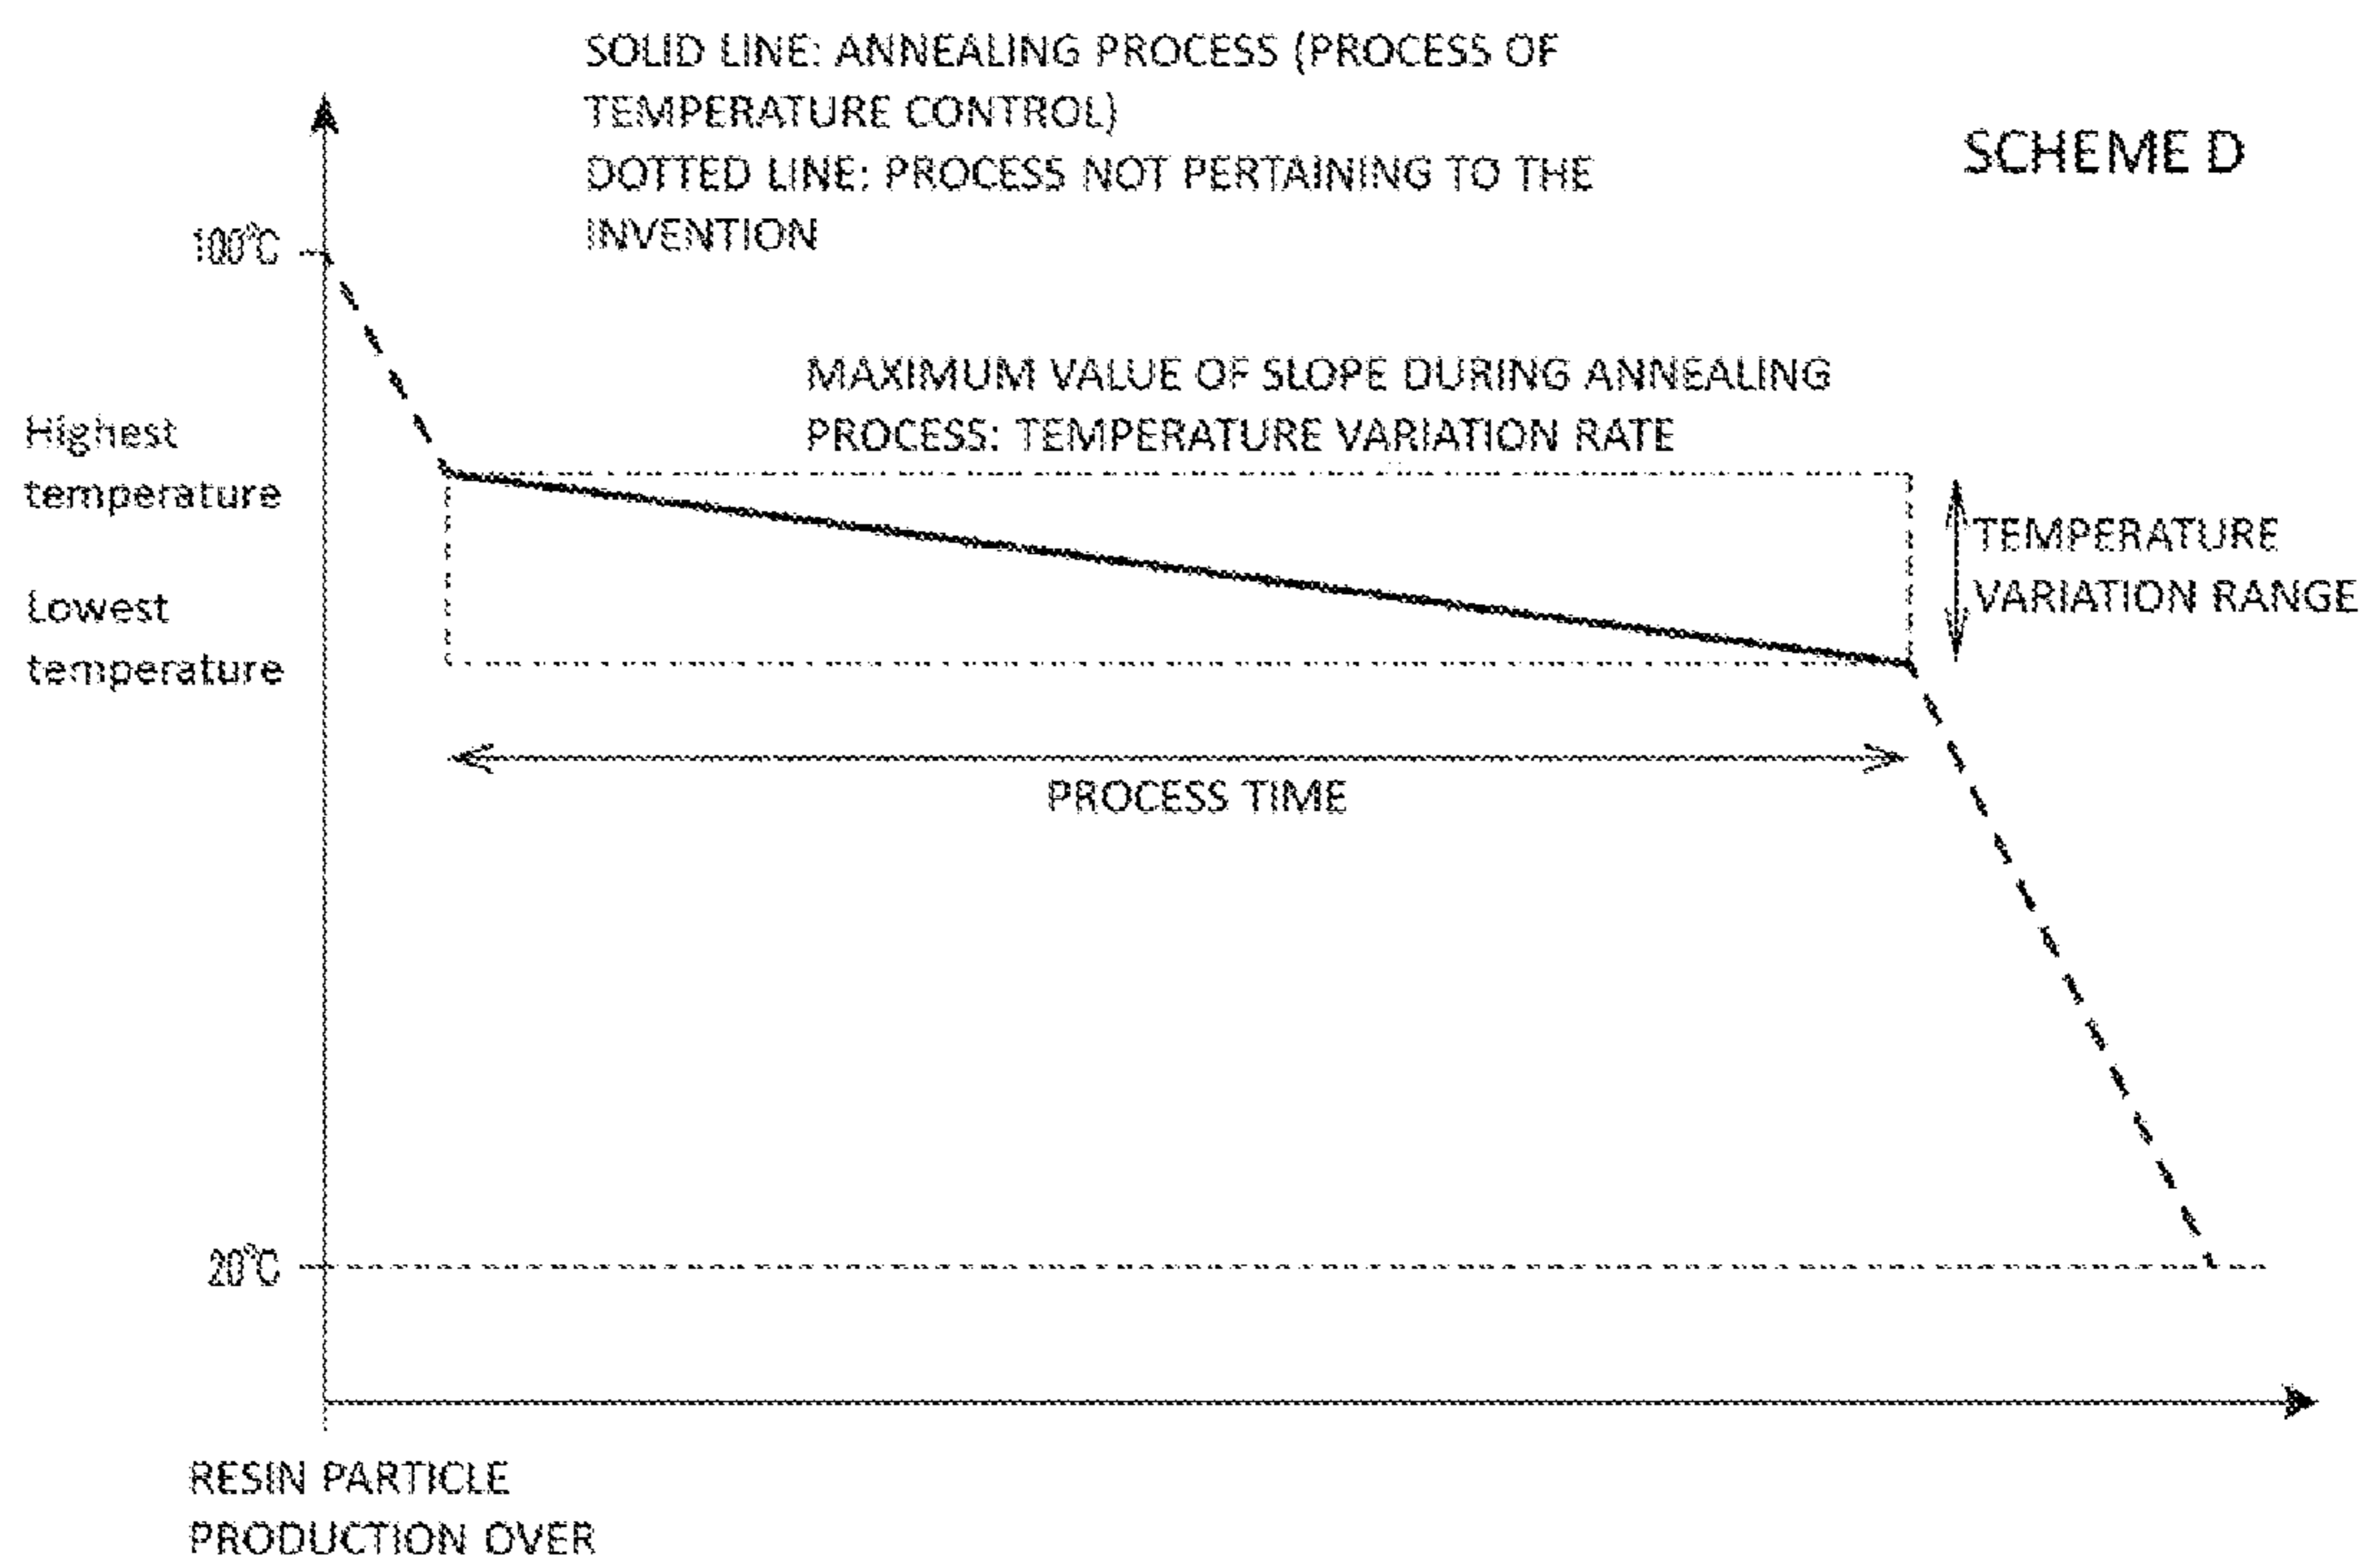 SOLID LINE: ANNEALING PROCESS (PROCESS OF
TEMPERATURE CONTROL)
DOTTED LINE: PROCESS NOT PERTAINING TO THE
INVENTION
SCHEME D
100°C
MAXIMUM VALUE OF SLOPE DURING ANNEALING
PROCESS: TEMPERATURE VARIATION RATE
Highest
temperature
TEMPERATURE
VARIATION RANGE
Lowest
temperature
PROCESS TIME
20°C
RESIN PARTICLE
PRODUCTION OVER